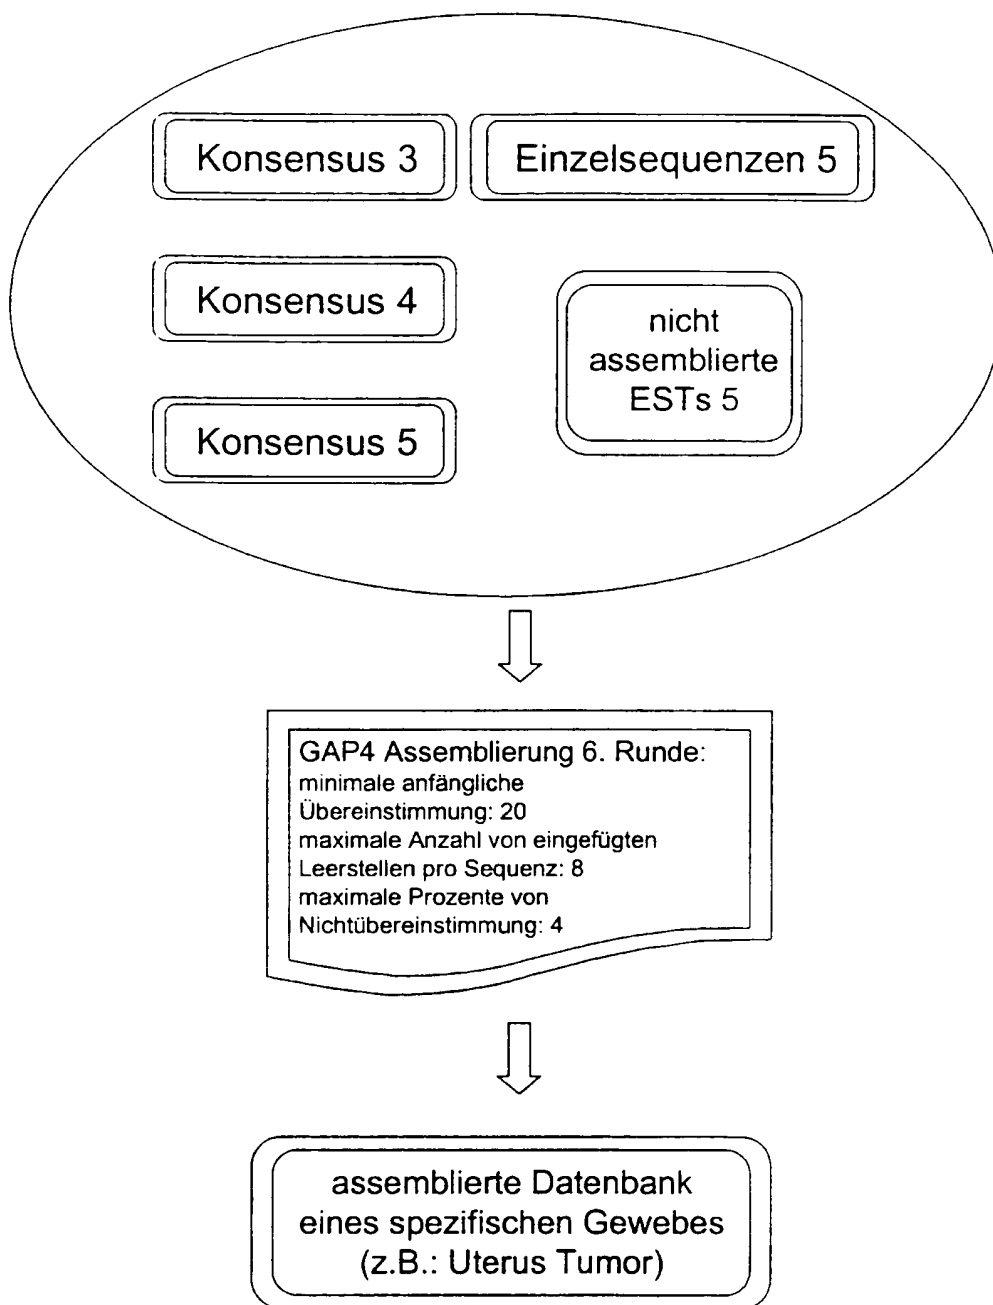 Konsensus 3
Einzelsequenzen 5
Konsensus 4
nicht
assemblierte
ESTs 5
Konsensus 5
GAP4 Assemblierung 6. Runde:
minimale anfängliche
Übereinstimmung: 20
maximale Anzahl von eingefügten
Leerstellen pro Sequenz: 8
maximale Prozente von
Nichtübereinstimmung: 4
assemblierte Datenbank
eines spezifischen Gewebes
(z.B.: Uterus Tumor)